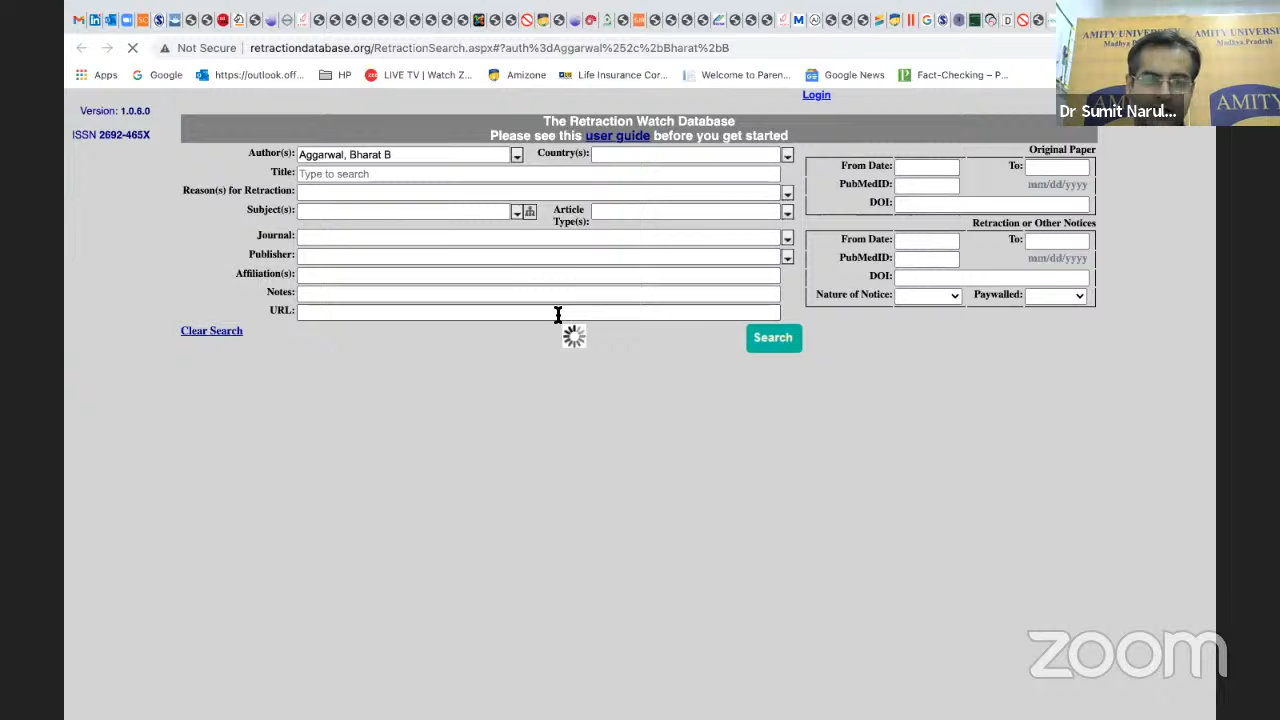 Not Secure retractiondatabase.org/RetractionSearch.aspx#?auth%3dAggarwal%252c%2bBharat%2bB
Apps Google https://outlook.off... HP LIVE TV | Watch Z... Amizone Life Insurance Cor... Welcome to Paren... Google News Fact-Checking – P...
AMITY UNIVERSITY
Madhya Pradesh
AMITY
Dr Sumit Narul...
Login
Version: 1.0.6.0
ISSN 2692-465X
The Retraction Watch Database
Please see this user guide before you get started
Author(s): Aggarwal, Bharat B Country(s):
Title: Type to search
Reason(s) for Retraction:
Subject(s): Article Type(s):
Journal:
Publisher:
Affiliation(s):
Notes:
URL:
Clear Search
Search
Original Paper
From Date: To:
PubMedID: mm/dd/yyyy
DOI:
Retraction or Other Notices
From Date: To:
PubMedID: mm/dd/yyyy
DOI:
Nature of Notice: Paywalled:
zoom